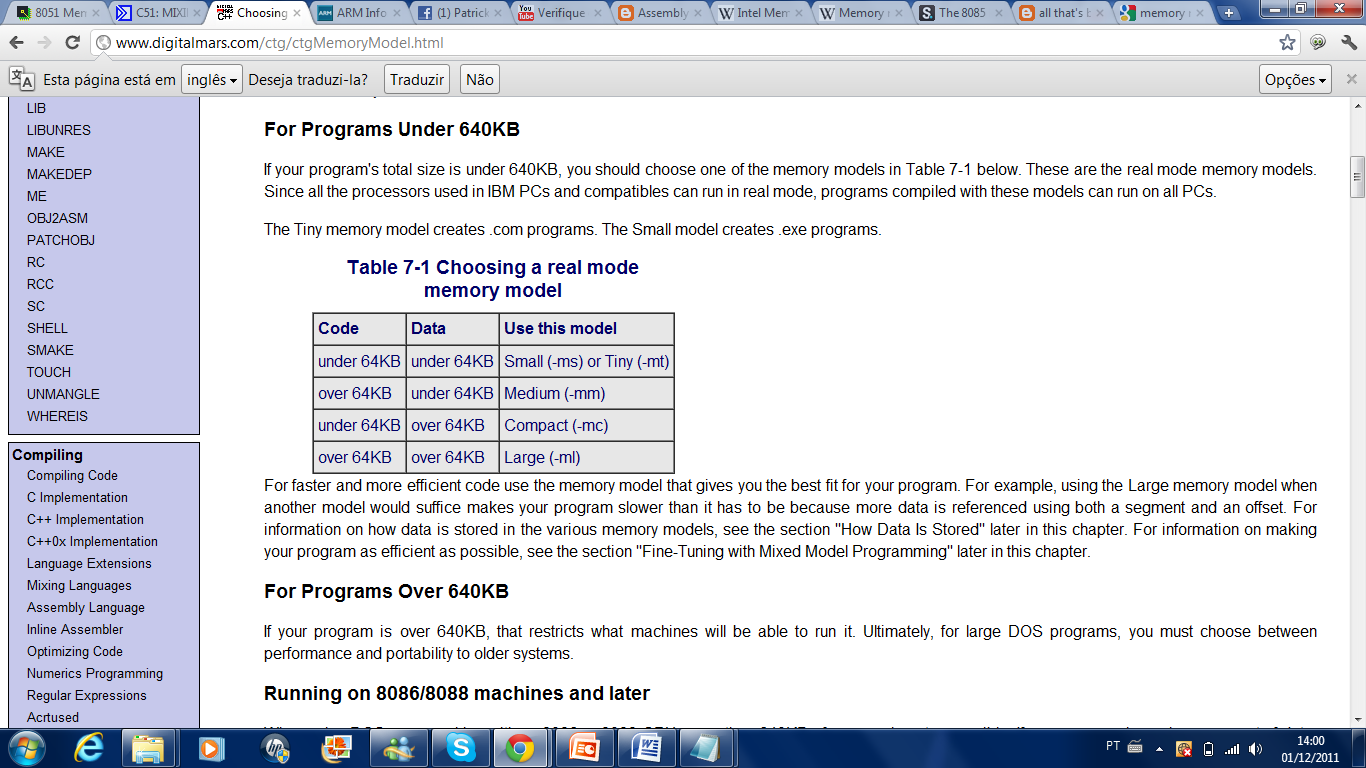 8051 Mem
C51: MIXI
Choosing
ARM Info
(1) Patrick
Verifique
Assembly
Intel Mem
Memory
The 8085
all that's b
memory
www.digitalmars.com/ctg/ctgMemoryModel.html
Esta página está em inglês Deseja traduzi-la? Traduzir Não Opções
LIB
LIBUNRES
MAKE
MAKEDEP
ME
OBJ2ASM
PATCHOBJ
RC
RCC
SC
SHELL
SMAKE
TOUCH
UNMANGLE
WHEREIS
Compiling
Compiling Code
C Implementation
C++ Implementation
C++0x Implementation
Language Extensions
Mixing Languages
Assembly Language
Inline Assembler
Optimizing Code
Numerics Programming
Regular Expressions
Acrtused
For Programs Under 640KB
If your program's total size is under 640KB, you should choose one of the memory models in Table 7-1 below. These are the real mode memory models.
Since all the processors used in IBM PCs and compatibles can run in real mode, programs compiled with these models can run on all PCs.
The Tiny memory model creates .com programs. The Small model creates .exe programs.
Table 7-1 Choosing a real mode
memory model
Code Data Use this model
under 64KB under 64KB Small (-ms) or Tiny (-mt)
over 64KB under 64KB Medium (-mm)
under 64KB over 64KB Compact (-mc)
over 64KB over 64KB Large (-ml)
For faster and more efficient code use the memory model that gives you the best fit for your program. For example, using the Large memory model when
another model would suffice makes your program slower than it has to be because more data is referenced using both a segment and an offset. For
information on how data is stored in the various memory models, see the section "How Data Is Stored" later in this chapter. For information on making
your program as efficient as possible, see the section "Fine-Tuning with Mixed Model Programming" later in this chapter.
For Programs Over 640KB
If your program is over 640KB, that restricts what machines will be able to run it. Ultimately, for large DOS programs, you must choose between
performance and portability to older systems.
Running on 8086/8088 machines and later
PT
14:00
01/12/2011